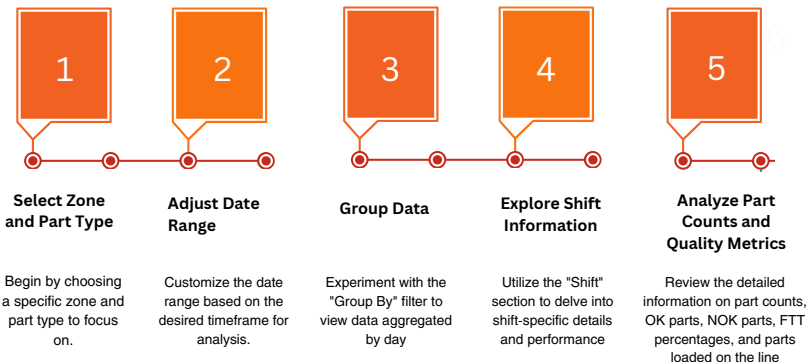 1
2
3
4
5
6
Select Zone
and Part Type
Adjust Date
Range
Group Data
Explore Shift
Information
Analyze Part
Counts and
Quality Metrics
Begin by choosing
a specific zone and
part type to focus
on.
Customize the date
range based on the
desired timeframe for
analysis.
Experiment with the
"Group By" filter to
view data aggregated
by day
Utilize the "Shift"
section to delve into
shift-specific details
and performance
Review the detailed
information on part counts,
OK parts, NOK parts, FTT
percentages, and parts
loaded on the line